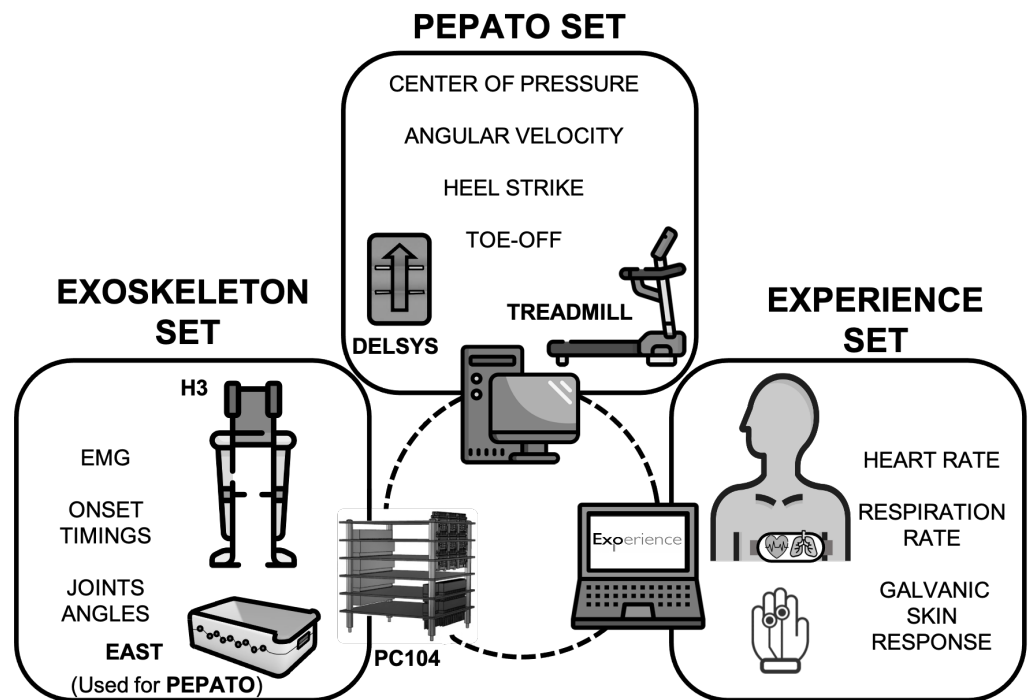 PEPATO SET
CENTER OF PRESSURE
ANGULAR VELOCITY
HEEL STRIKE
TOE-OFF
DELSYS
TREADMILL
EXOSKELETON
SET
H3
EMG
ONSET
TIMINGS
JOINTS
ANGLES
EAST
(Used for PEPATO)
PC104
Experience
EXPERIENCE
SET
HEART RATE
RESPIRATION
RATE
GALVANIC
SKIN
RESPONSE